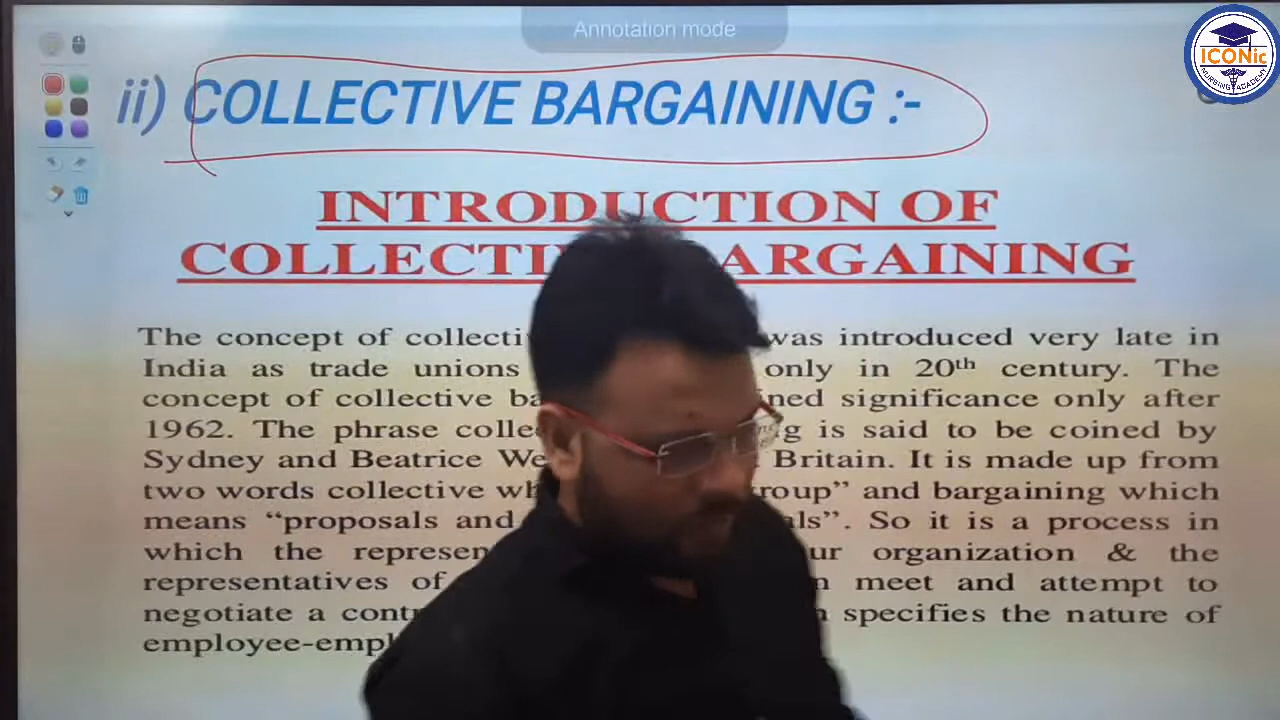 Annotation mode
ICONic
NURSING ACADEMY
ii) COLLECTIVE BARGAINING :-
INTRODUCTION OF
COLLECTI ARGAINING
The concept of collecti was introduced very late in
India as trade unions only in 20th century. The
concept of collective ba ned significance only after
1962. The phrase colle g is said to be coined by
Sydney and Beatrice We Britain. It is made up from
two words collective wh roup” and bargaining which
means “proposals and als”. So it is a process in
which the represen ur organization & the
representatives of n meet and attempt to
negotiate a contr specifies the nature of
employee-empl